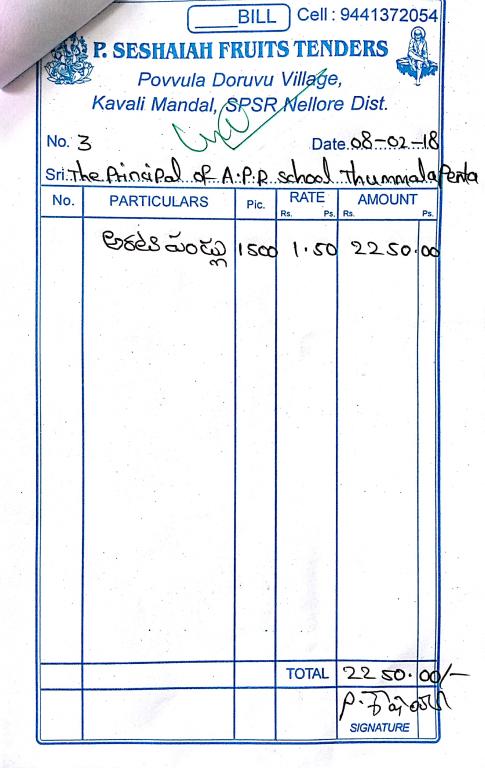 BILL Cell : 9441372054
P. SESHAIAH FRUITS TENDERS
Povvula Doruvu Village,
Kavali Mandal, SPSR Nellore Dist.
No. 3 Date. 08-02-18
Sri. The Principal of A.P.R school Thummalapenta
No. PARTICULARS Pic. RATE AMOUNT
Rs. Ps. Rs. Ps.
అరటి పండ్లు 1500 1.50 2250.00
TOTAL 2250.00/-
P. శేషయ్య
SIGNATURE